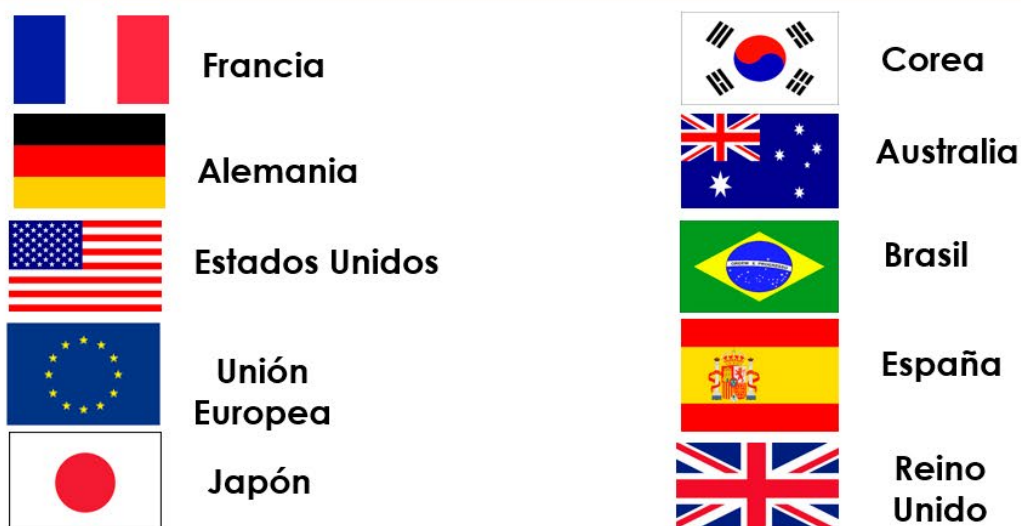 Francia
Alemania
Estados Unidos
Unión
Europea
Japón
Corea
Australia
Brasil
España
Reino
Unido